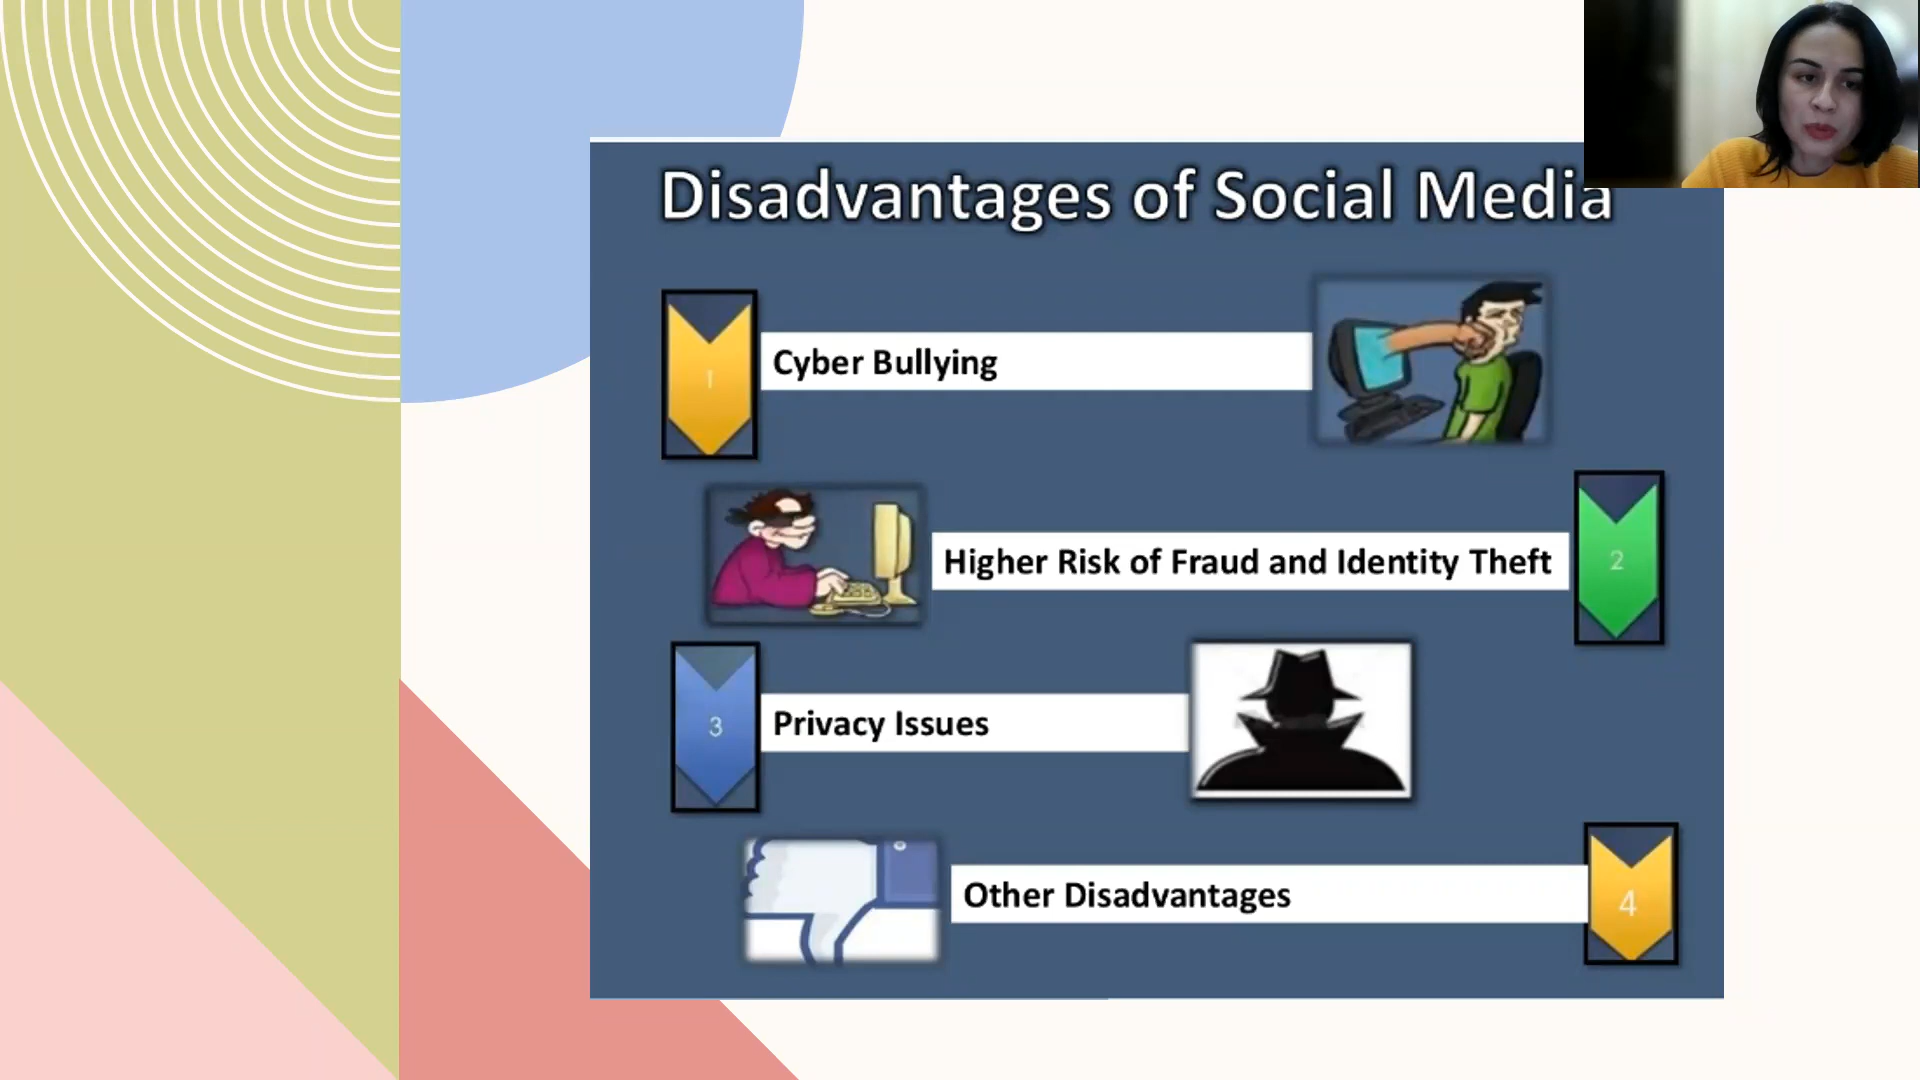 Disadvantages of Social Media
1
Cyber Bullying
Higher Risk of Fraud and Identity Theft
2
3
Privacy Issues
Other Disadvantages
4